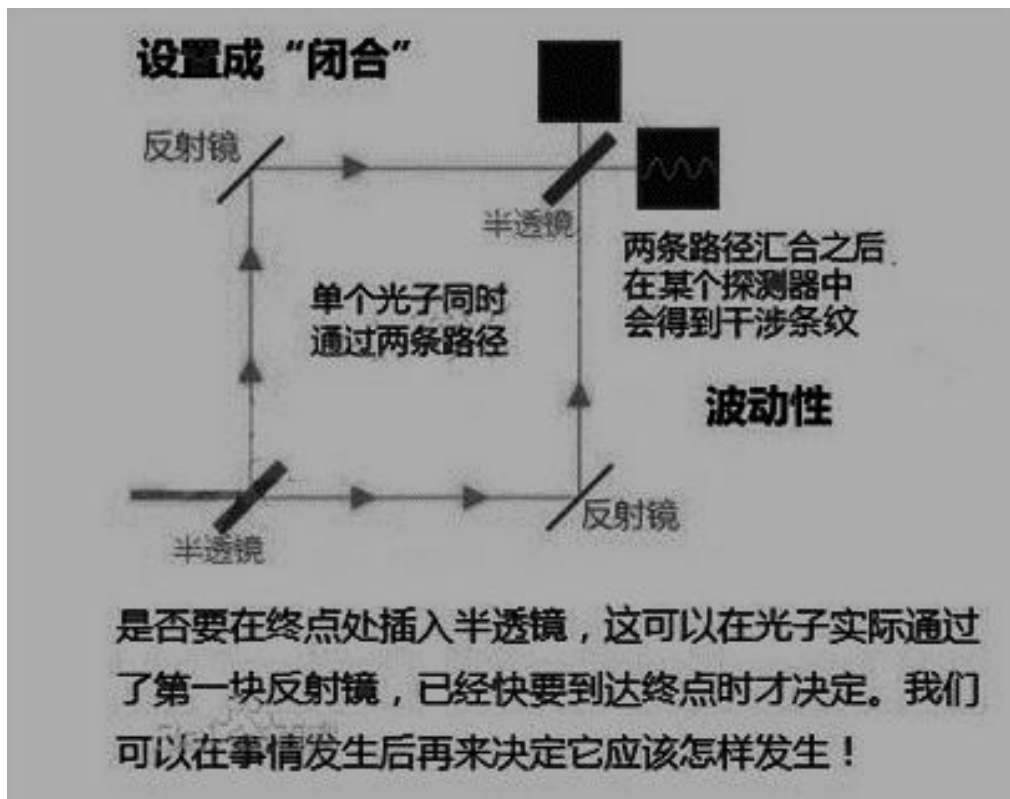 设置成“闭合”
反射镜
半透镜
两条路径汇合之后
在某个探测器中
会得到干涉条纹
单个光子同时
通过两条路径
波动性
反射镜
半透镜
是否要在终点处插入半透镜，这可以在光子实际通过
了第一块反射镜，已经快要到达终点时才决定。我们
可以在事情发生后再来决定它应该怎样发生！